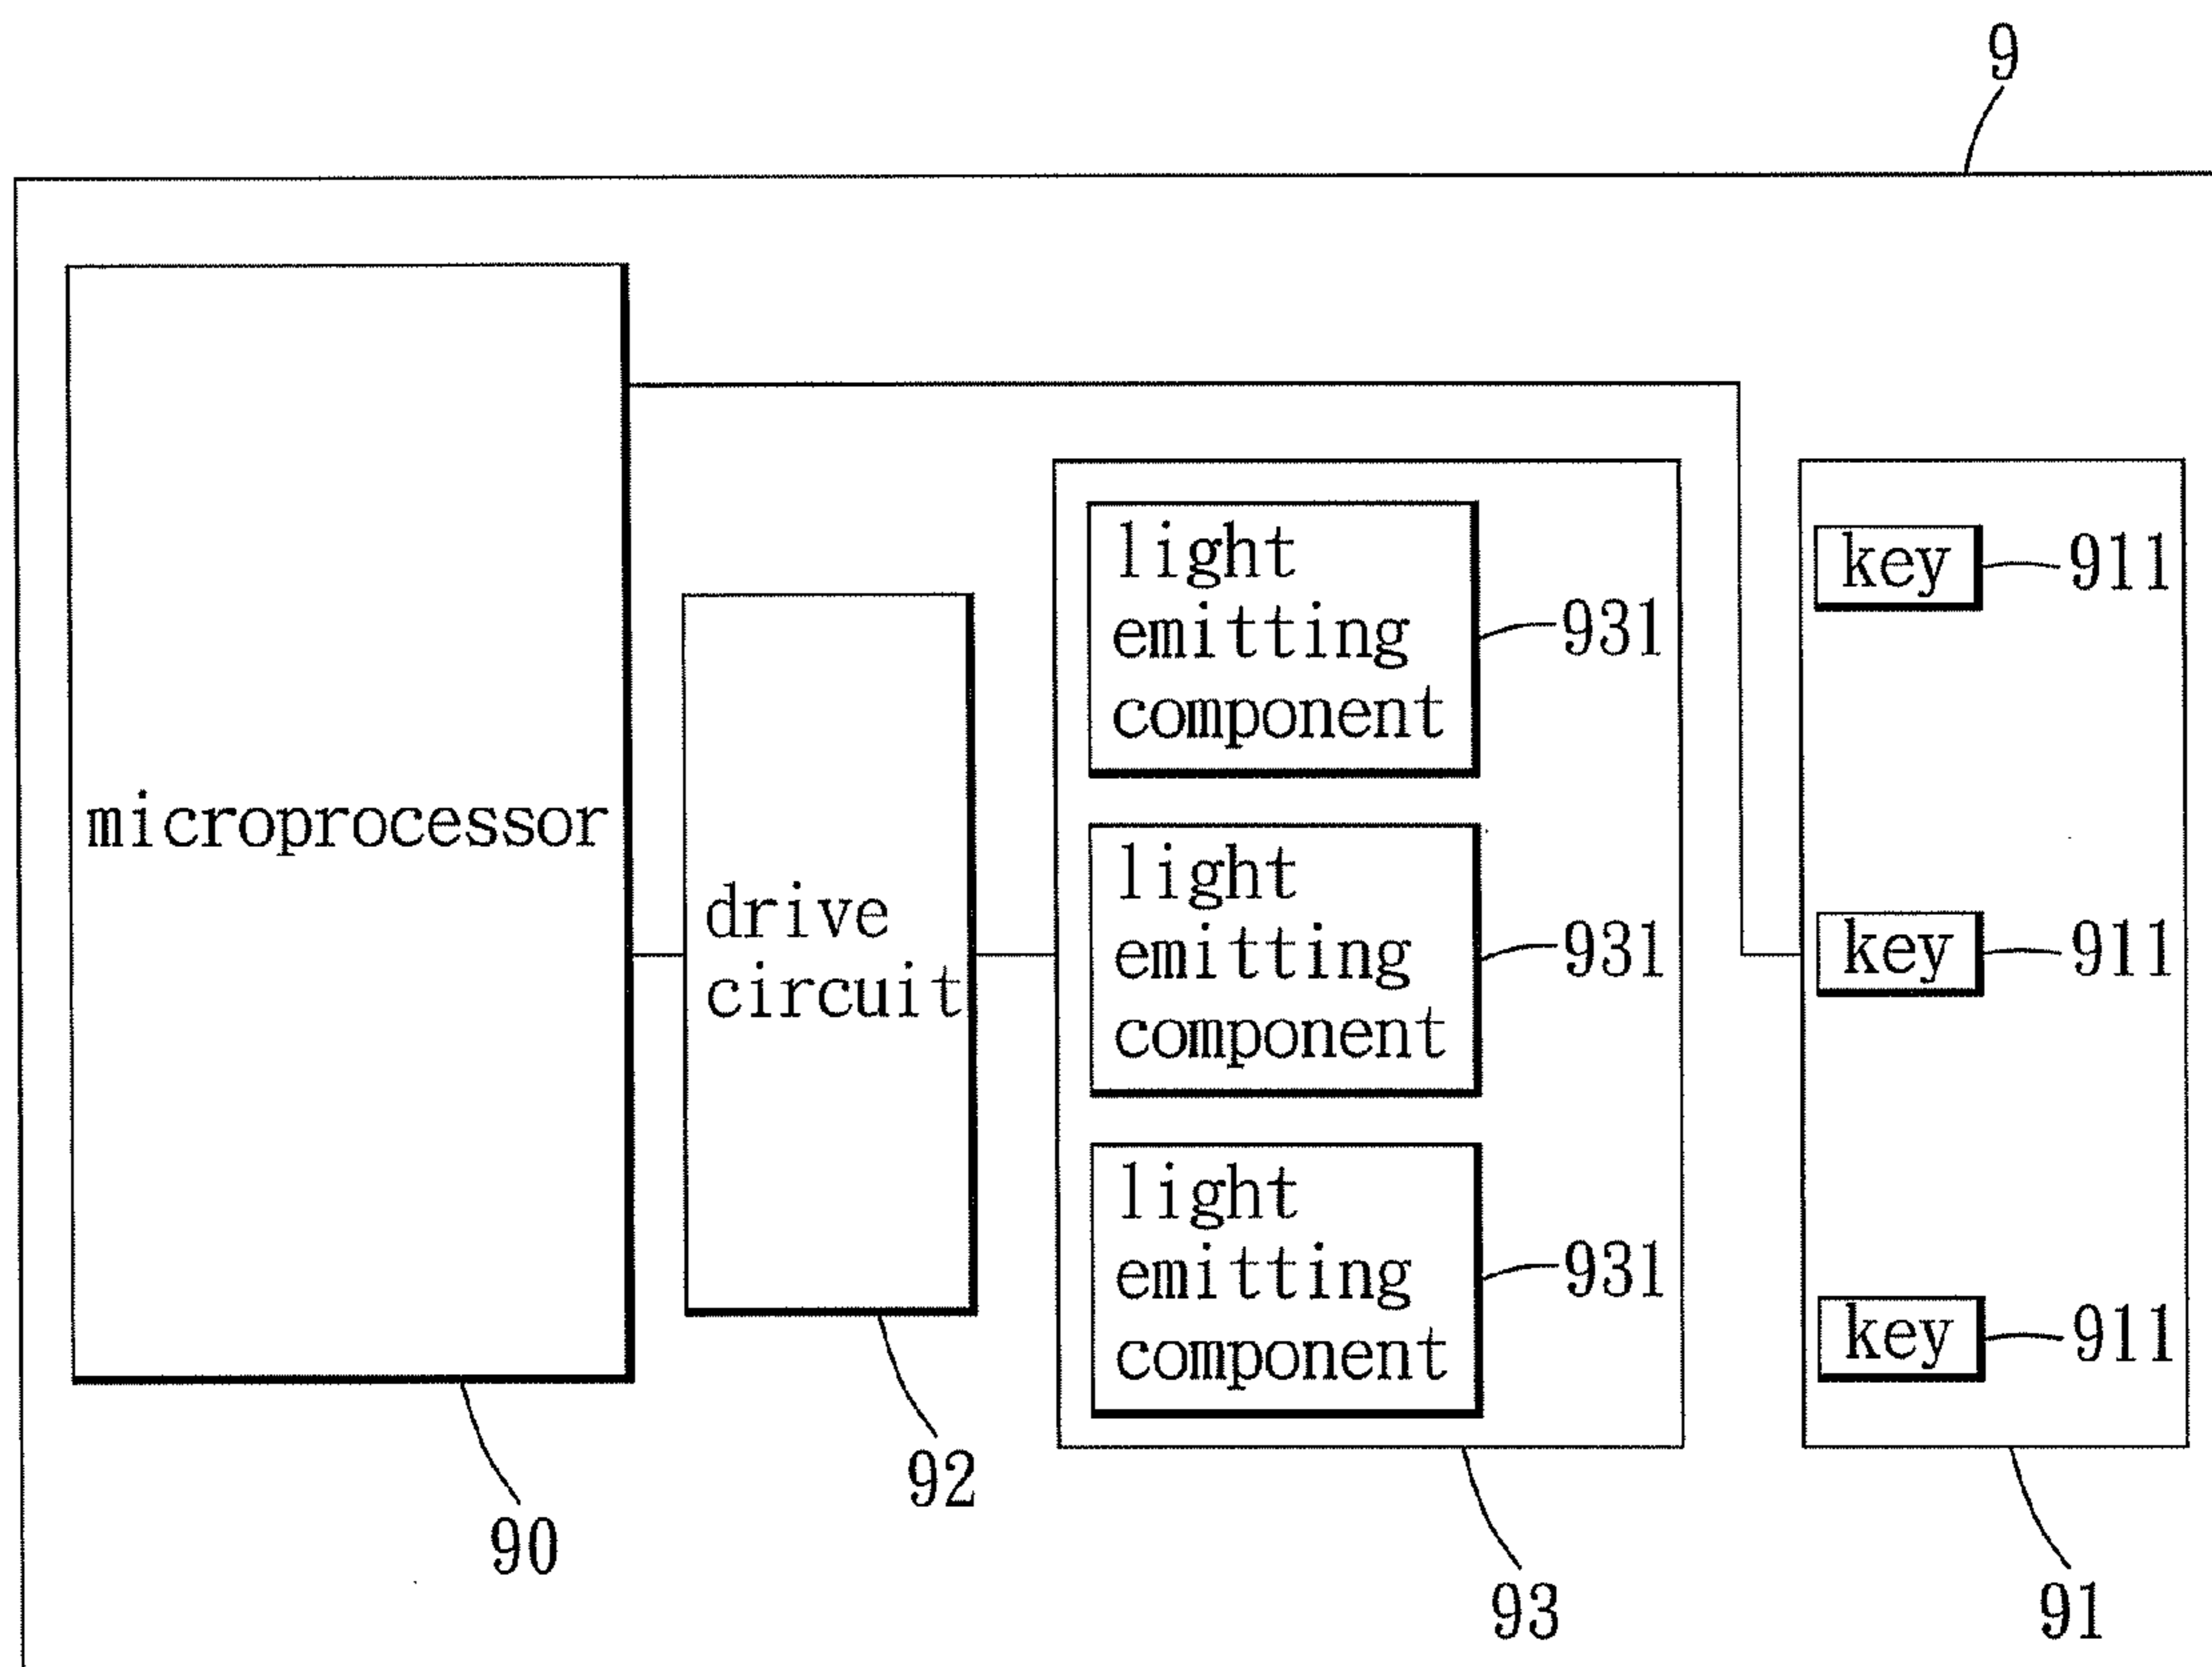 9
microprocessor
drive
circuit
light
emitting
component
931
light
emitting
component
931
light
emitting
component
931
key
911
key
911
key
911
90
92
93
91